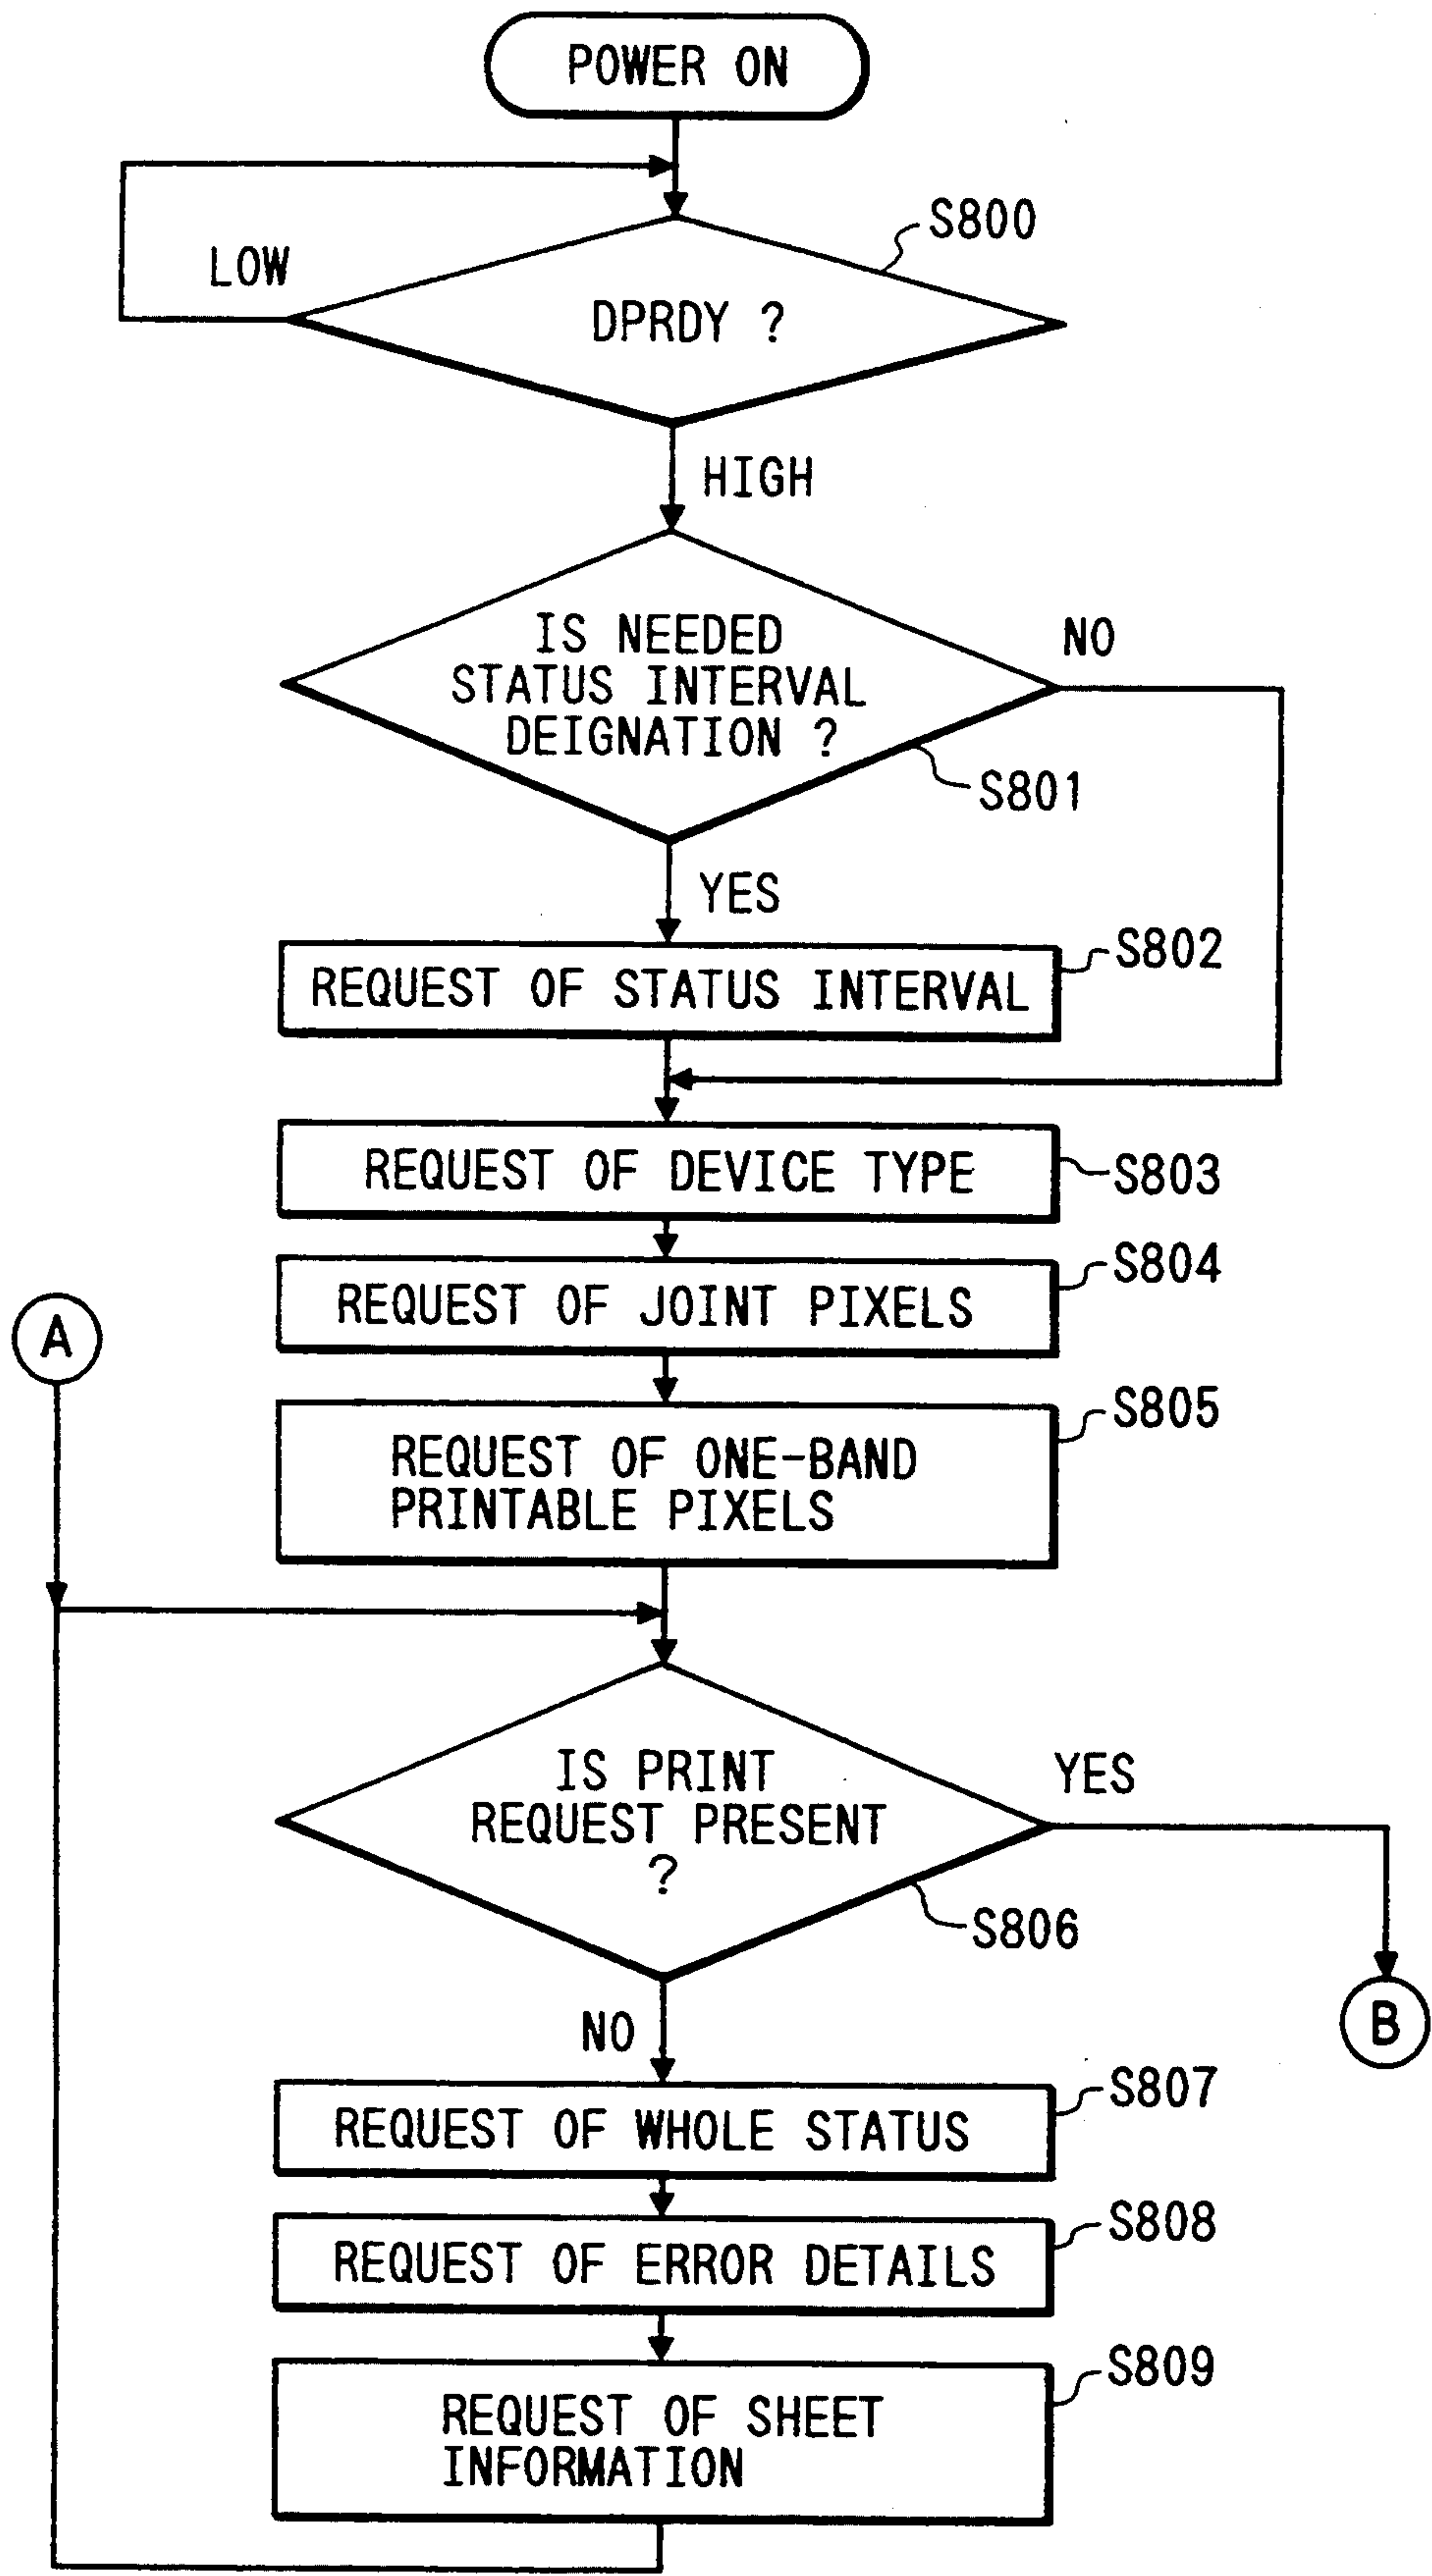 POWER ON
S800
LOW
DPRDY ?
HIGH
IS NEEDED
STATUS INTERVAL
DEIGNATION ?
NO
S801
YES
S802
REQUEST OF STATUS INTERVAL
REQUEST OF DEVICE TYPE
S803
S804
REQUEST OF JOINT PIXELS
A
S805
REQUEST OF ONE-BAND
PRINTABLE PIXELS
IS PRINT
REQUEST PRESENT
?
YES
S806
NO
B
S807
REQUEST OF WHOLE STATUS
S808
REQUEST OF ERROR DETAILS
S809
REQUEST OF SHEET
INFORMATION